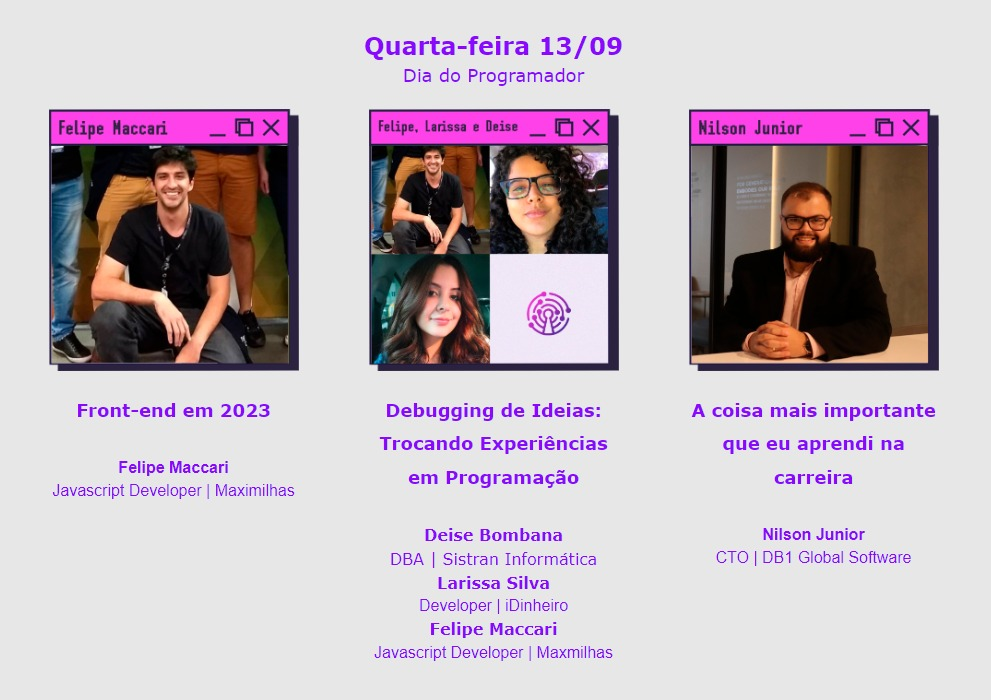 Quarta-feira 13/09
Dia do Programador
Felipe Maccari
Felipe, Larissa e Deise
Nilson Junior
Front-end em 2023
Felipe Maccari
Javascript Developer | Maximilhas
Debugging de Ideias:
Trocando Experiências
em Programação
Deise Bombana
DBA | Sistran Informática
Larissa Silva
Developer | iDinheiro
Felipe Maccari
Javascript Developer | Maxmilhas
A coisa mais importante
que eu aprendi na
carreira
Nilson Junior
CTO | DB1 Global Software